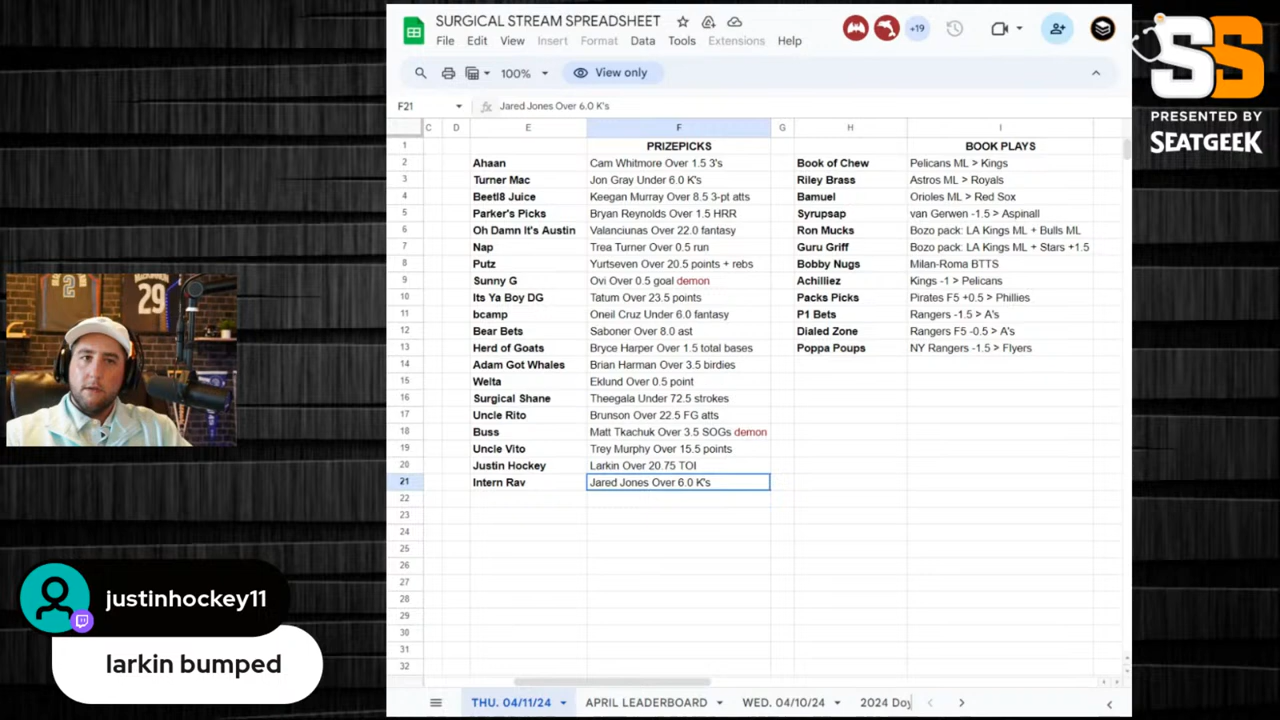 SURGICAL STREAM SPREADSHEET
File Edit View Insert Format Data Tools Extensions Help
+19
100% View only
F21 fx Jared Jones Over 6.0 K's
C D E F G H I
1 PRIZEPICKS BOOK PLAYS
2 Ahaan Cam Whitmore Over 1.5 3's Book of Chew Pelicans ML > Kings
3 Turner Mac Jon Gray Under 6.0 K's Riley Brass Astros ML > Royals
4 Beetl8 Juice Keegan Murray Over 8.5 3-pt atts Bamuel Orioles ML > Red Sox
5 Parker's Picks Bryan Reynolds Over 1.5 HRR Syrupsap van Gerwen -1.5 > Aspinall
6 Oh Damn It's Austin Valanciunas Over 22.0 fantasy Ron Mucks Bozo pack: LA Kings ML + Bulls ML
7 Nap Trea Turner Over 0.5 run Guru Griff Bozo pack: LA Kings ML + Stars +1.5
8 Putz Yurtseven Over 20.5 points + rebs Bobby Nugs Milan-Roma BTTS
9 Sunny G Ovi Over 0.5 goal demon Achilliez Kings -1 > Pelicans
10 Its Ya Boy DG Tatum Over 23.5 points Packs Picks Pirates F5 +0.5 > Phillies
11 bcamp Oneil Cruz Under 6.0 fantasy P1 Bets Rangers -1.5 > A's
12 Bear Bets Saboner Over 8.0 ast Dialed Zone Rangers F5 -0.5 > A's
13 Herd of Goats Bryce Harper Over 1.5 total bases Poppa Poups NY Rangers -1.5 > Flyers
14 Adam Got Whales Brian Harman Over 3.5 birdies
15 Welta Eklund Over 0.5 point
16 Surgical Shane Theegala Under 72.5 strokes
17 Uncle Rito Brunson Over 22.5 FG atts
18 Buss Matt Tkachuk Over 3.5 SOGs demon
19 Uncle Vito Trey Murphy Over 15.5 points
20 Justin Hockey Larkin Over 20.75 TOI
21 Intern Rav Jared Jones Over 6.0 K's
22
23
24
25
26
27
28
29
30
31
32
THU. 04/11/24 APRIL LEADERBOARD WED. 04/10/24 2024 Doy
SS
PRESENTED BY
SEATGEEK
2
29
justinhockey11
larkin bumped